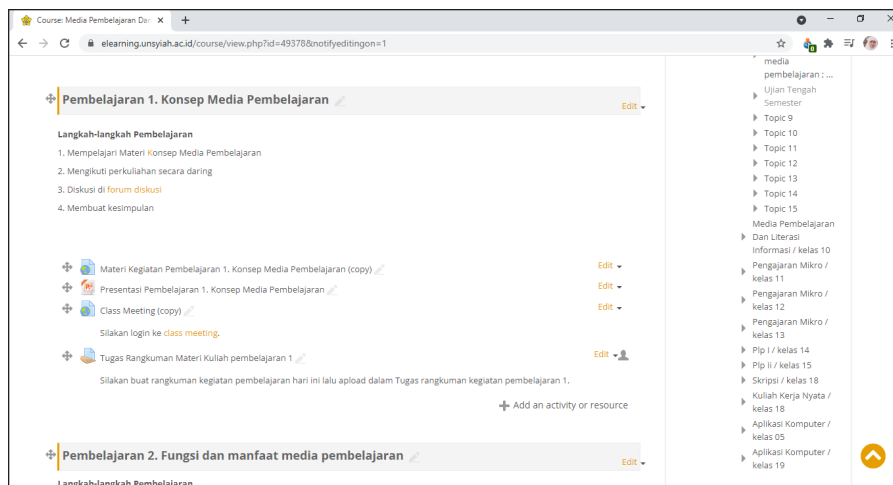 Course: Media Pembelajaran Dar
elearning.unsyiah.ac.id/course/view.php?id=49378&notifyeditingon=1
Pembelajaran 1. Konsep Media Pembelajaran
Edit
Langkah-langkah Pembelajaran
1. Mempelajari Materi Konsep Media Pembelajaran
2. Mengikuti perkuliahan secara daring
3. Diskusi di forum diskusi
4. Membuat kesimpulan
Materi Kegiatan Pembelajaran 1. Konsep Media Pembelajaran (copy)
Edit
Presentasi Pembelajaran 1. Konsep Media Pembelajaran
Edit
Class Meeting (copy)
Edit
Silakan login ke class meeting.
Tugas Rangkuman Materi Kuliah pembelajaran 1
Edit
Silakan buat rangkuman kegiatan pembelajaran hari ini lalu apload dalam Tugas rangkuman kegiatan pembelajaran 1.
Add an activity or resource
Pembelajaran 2. Fungsi dan manfaat media pembelajaran
Edit
Langkah-langkah Pembelajaran
media
pembelajaran ; ...
Ujian Tengah
Semester
Topic 9
Topic 10
Topic 11
Topic 12
Topic 13
Topic 14
Topic 15
Media Pembelajaran
Dan Literasi
Informasi / kelas 10
Pengajaran Mikro /
kelas 11
Pengajaran Mikro /
kelas 12
Pengajaran Mikro /
kelas 13
Plp I / kelas 14
Plp Ii / kelas 15
Skripsi / kelas 18
Kuliah Kerja Nyata /
kelas 18
Aplikasi Komputer /
kelas 05
Aplikasi Komputer /
kelas 19